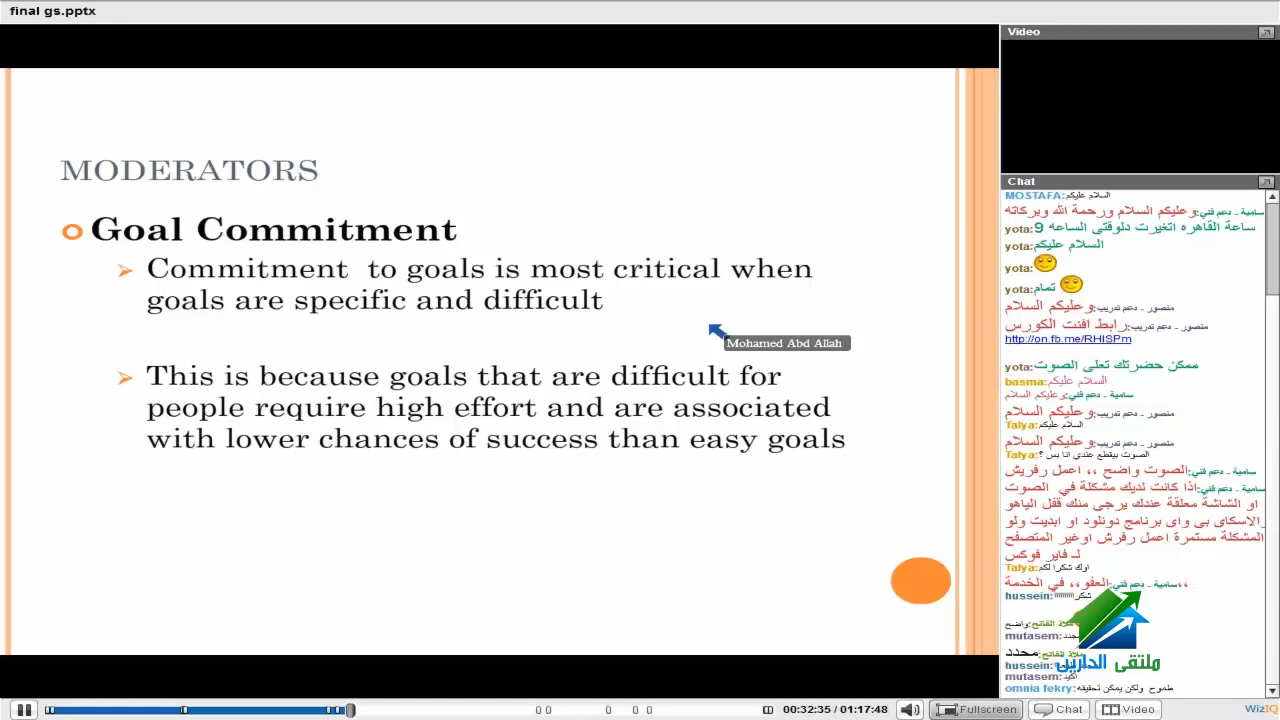 final gs.pptx
MODERATORS
Goal Commitment
Commitment to goals is most critical when
goals are specific and difficult
Mohamed Abd Allah
This is because goals that are difficult for
people require high effort and are associated
with lower chances of success than easy goals
Video
Chat
MOSTAFA: السلام عليكم
سامية - دعم فني: وعليكم السلام ورحمة الله وبركاته
yota: ساعة القاهره اتغيرت دلوقتى الساعه 9
yota: السلام عليكم
yota:
yota: تمام
منصور - دعم تدريب: وعليكم السلام
منصور - دعم تدريب: رابط افنت الكورس
http://on.fb.me/RHISPm
yota: ممكن حضرتك تعلى الصوت
basma: السلام عليكم
سامية - دعم فني: وعليكم السلام
منصور - دعم تدريب: وعليكم السلام
Talya: السلام عليكم
منصور - دعم تدريب: وعليكم السلام
Talya: الصوت بيقطع عندي انا بس ؟
سامية - دعم فني: الصوت واضح ،، اعمل رفريش
سامية - دعم فني: اذا كانت لديك مشكلة في الصوت
او الشاشة معلقة عندك يرجى منك قفل الياهو
والاسكاى بى واى برنامج دونلود او ابديت ولو
المشكلة مستمرة اعمل رفرش اوغير المتصفح
لـ فاير فوكس
Talya: اوك شكرا لكم
سامية - دعم فني: العفو،، في الخدمة ،،
hussein:
واضح
mutasem:
محدد
hussein:
mutasem: أكيد
omnia fekry: طموح ولكن يمكن تحقيقه
ملتقى الدارين
00:32:35 / 01:17:48
Fullscreen
Chat
Video
WizIQ